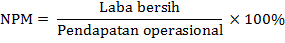 NPM = Laba bersih / Pendapatan operasional × 100%